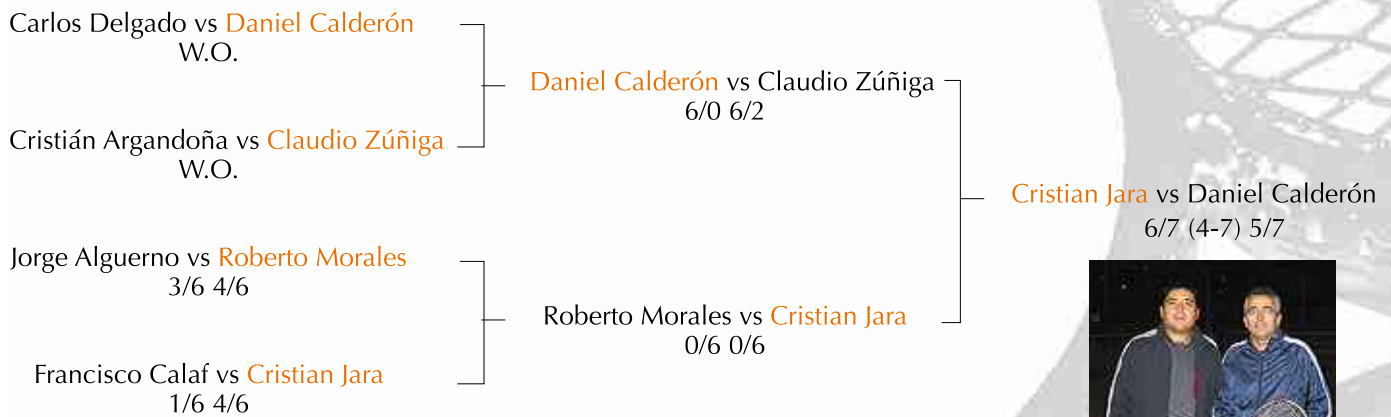 Carlos Delgado vs Daniel Calderón
W.O.
Cristián Argandoña vs Claudio Zúñiga
W.O.
Jorge Alguerno vs Roberto Morales
3/6 4/6
Francisco Calaf vs Cristian Jara
1/6 4/6
Daniel Calderón vs Claudio Zúñiga
6/0 6/2
Roberto Morales vs Cristian Jara
0/6 0/6
Cristian Jara vs Daniel Calderón
6/7 (4-7) 5/7